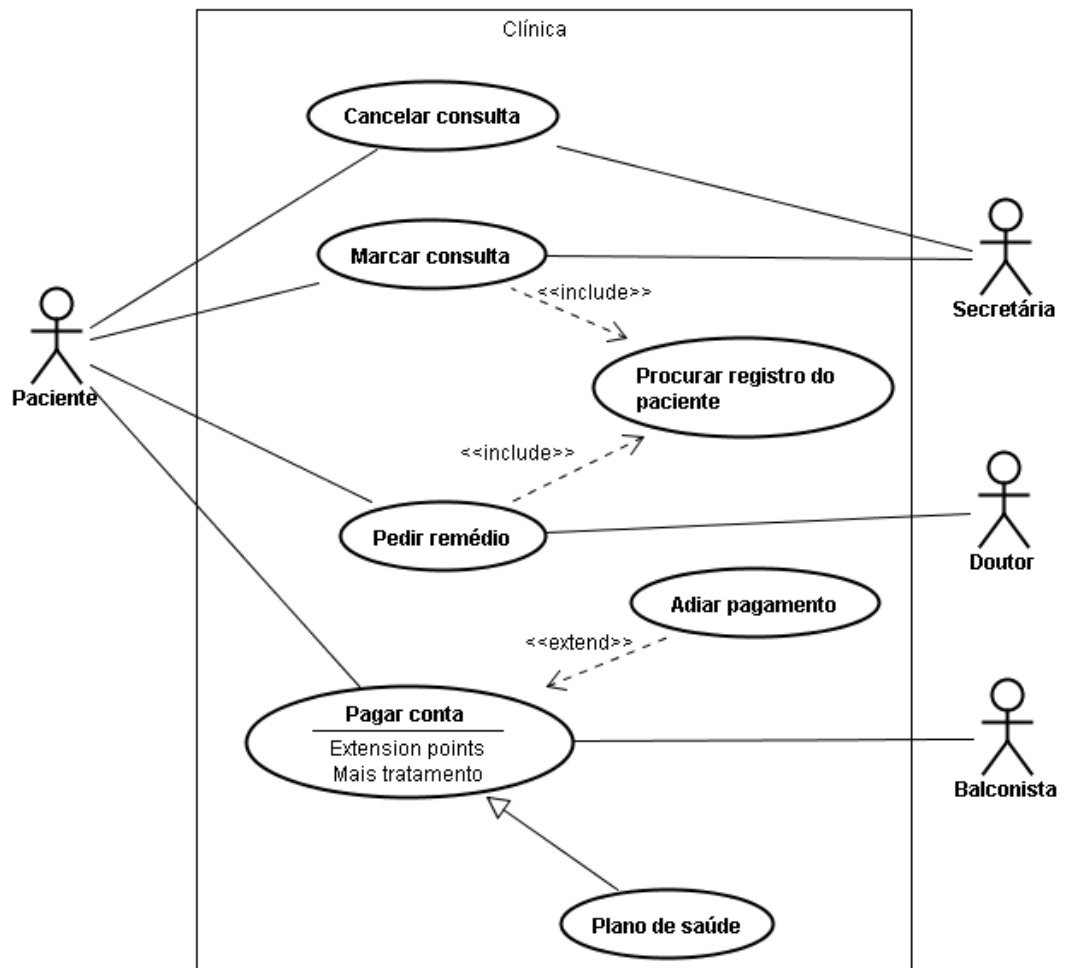 Clínica
Cancelar consulta
Marcar consulta
<<include>>
Secretária
Paciente
Procurar registro do
paciente
<<include>>
Pedir remédio
Doutor
Adiar pagamento
<<extend>>
Pagar conta
Extension points
Mais tratamento
Balconista
Plano de saúde